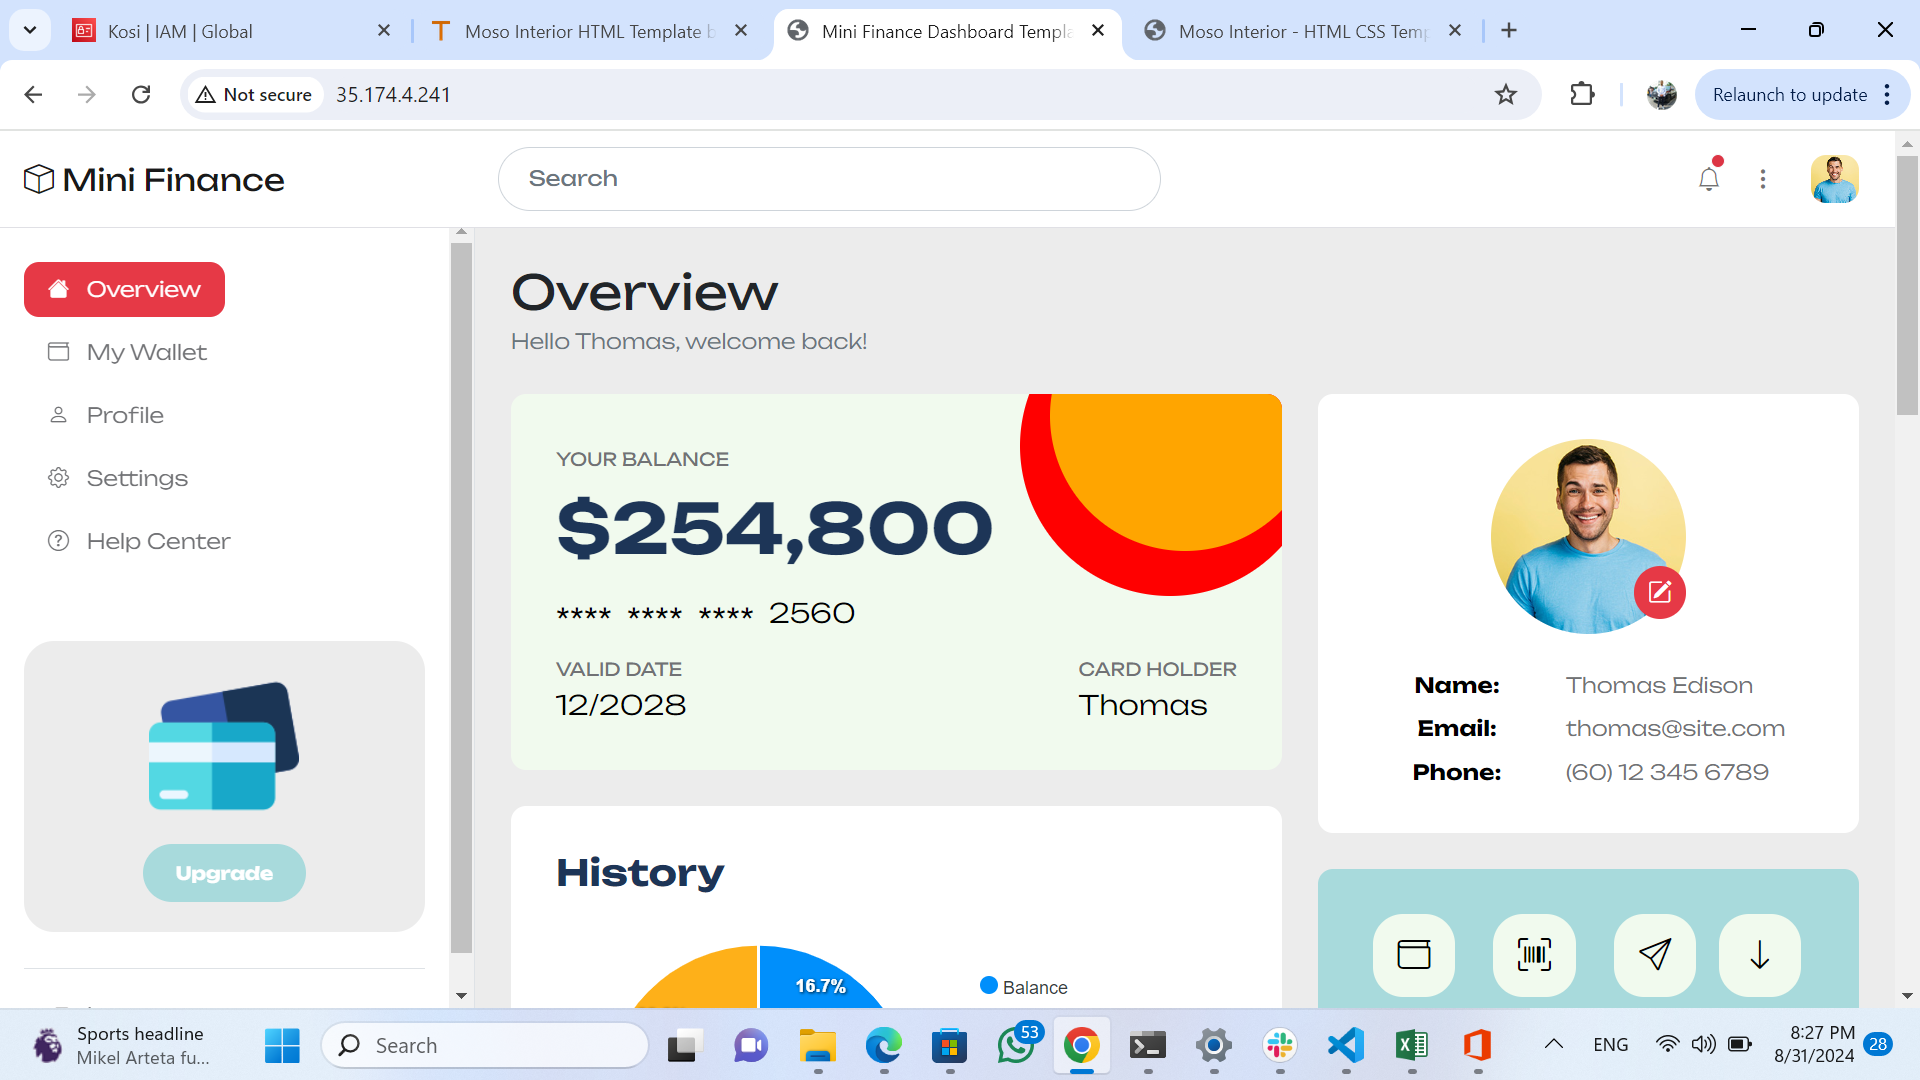 Kosi | IAM | Global
Moso Interior HTML Template b
Mini Finance Dashboard Templa
Moso Interior - HTML CSS Temp
Not secure
35.174.4.241
Relaunch to update
Mini Finance
Search
Overview
My Wallet
Profile
Settings
Help Center
Upgrade
Overview
Hello Thomas, welcome back!
YOUR BALANCE
$254,800
**** **** **** 2560
VALID DATE
12/2028
CARD HOLDER
Thomas
Name: Thomas Edison
Email: thomas@site.com
Phone: (60) 12 345 6789
History
16.7%
Balance
Sports headline
Mikel Arteta fu...
Search
53
ENG
8:27 PM
8/31/2024
28